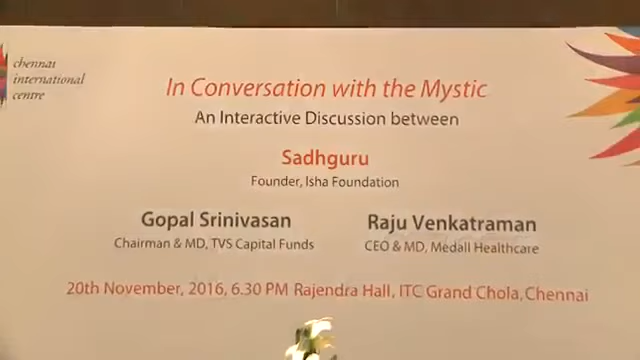 chennai
international
centre
In Conversation with the Mystic
An Interactive Discussion between
Sadhguru
Founder, Isha Foundation
Gopal Srinivasan
Chairman & MD, TVS Capital Funds
Raju Venkatraman
CEO & MD, Medall Healthcare
20th November, 2016, 6.30 PM Rajendra Hall, ITC Grand Chola, Chennai